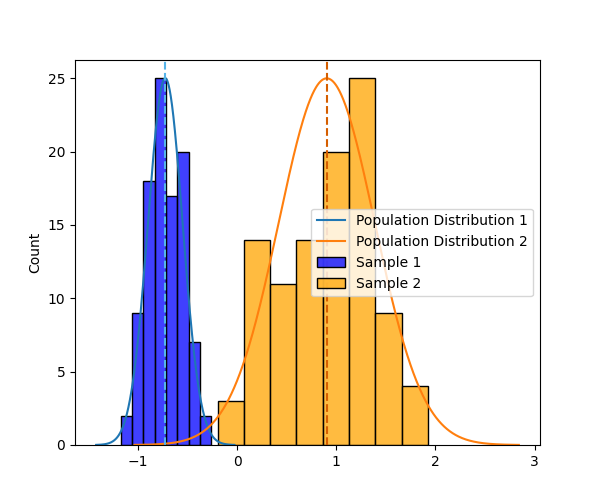 25
20
15
10
5
0
Count
Population Distribution 1
Population Distribution 2
Sample 1
Sample 2
−1
0
1
2
3